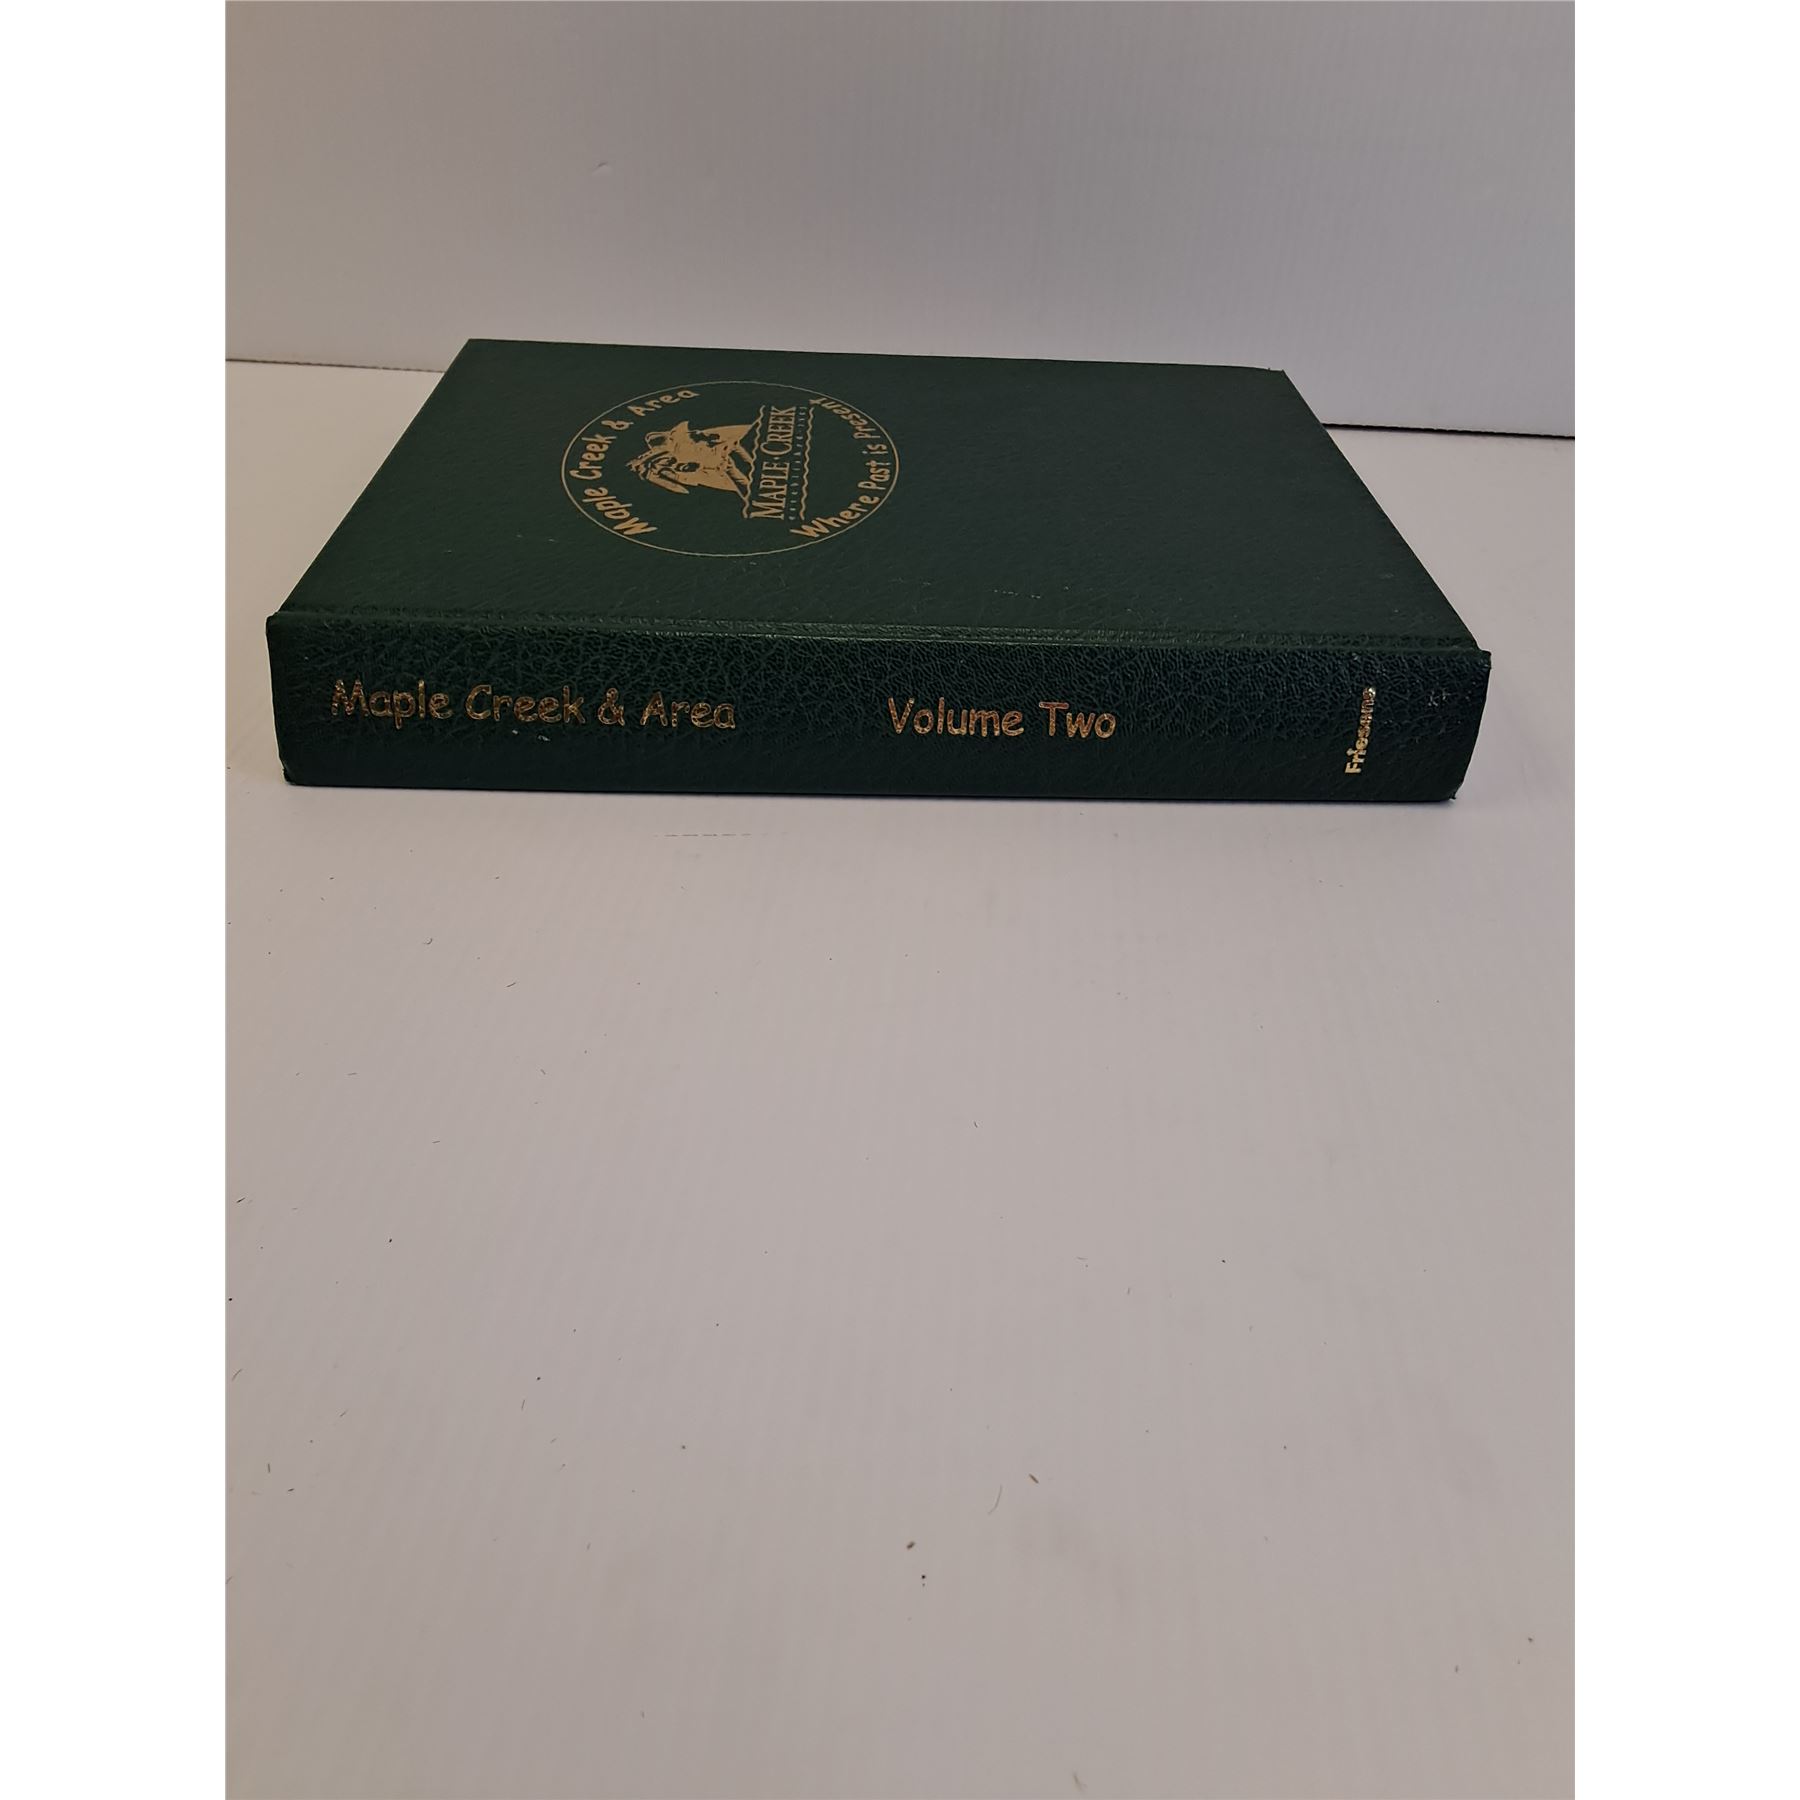 Maple Creek & Area
MAPLE·CREEK
Where Past is Present
Maple Creek & Area
Volume Two
Friesens